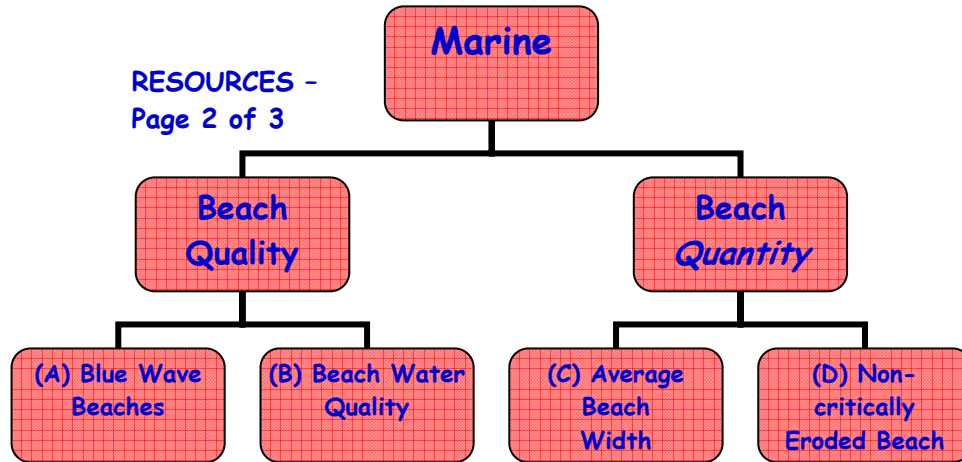 Marine
RESOURCES –
Page 2 of 3
Beach
Quality
Beach
Quantity
(A) Blue Wave
Beaches
(B) Beach Water
Quality
(C) Average
Beach
Width
(D) Non-
critically
Eroded Beach